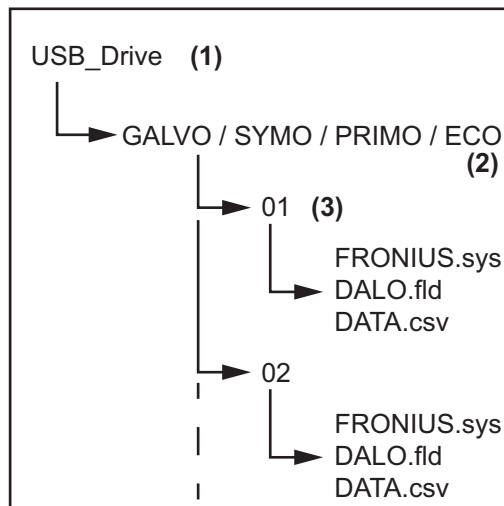 USB_Drive (1)
GALVO / SYMO / PRIMO / ECO
(2)
01 (3)
FRONIUS.sys
DALO.fld
DATA.csv
02
FRONIUS.sys
DALO.fld
DATA.csv